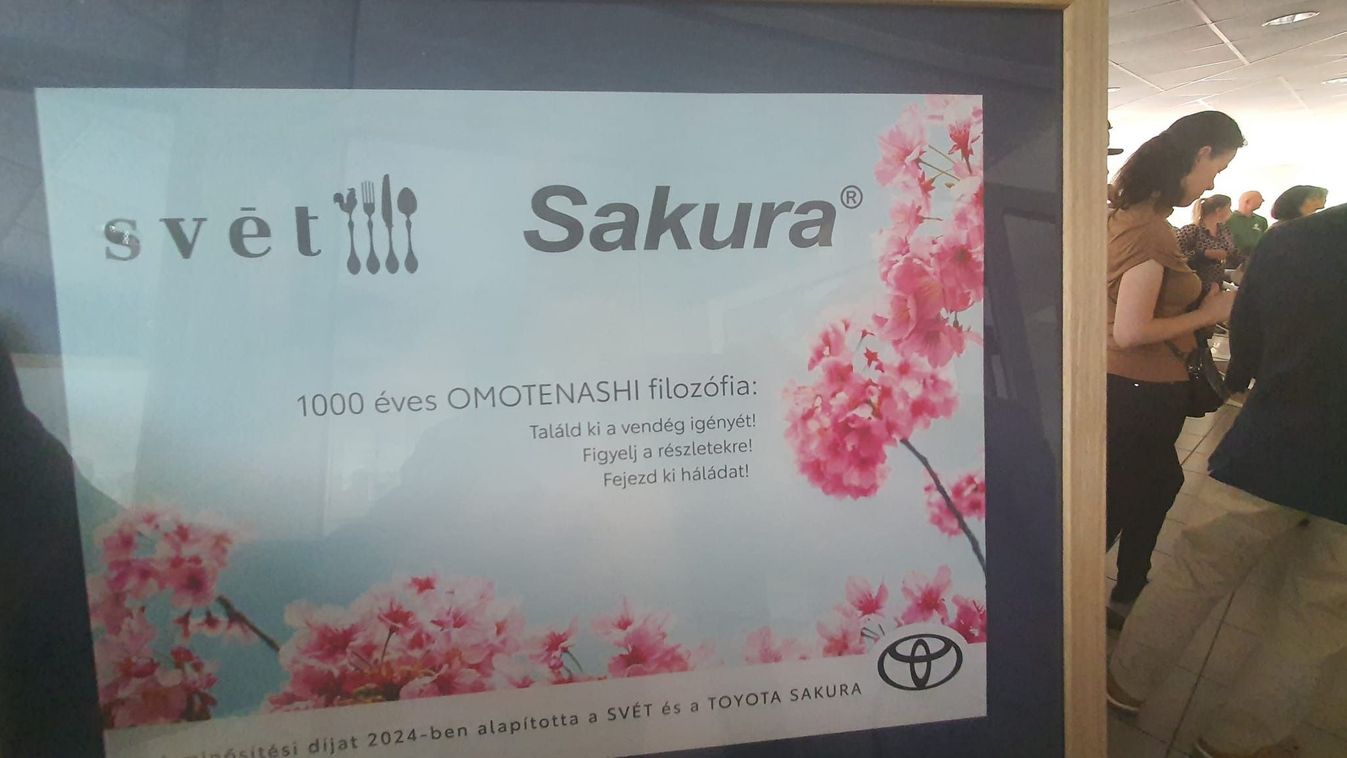 svēt
Sakura®
1000 éves OMOTENASHI filozófia:
Találd ki a vendég igényét!
Figyelj a részletekre!
Fejezd ki háládat!
díjat 2024-ben alapította a SVÉT és a TOYOTA SAKURA